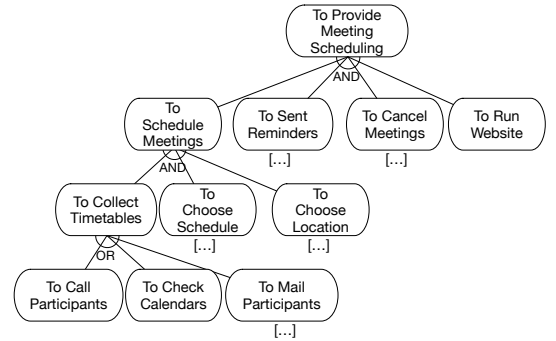 To Provide
Meeting
Scheduling
AND
To
Schedule
Meetings
To Sent
Reminders
To Cancel
Meetings
To Run
Website
[...]
[...]
AND
To Collect
Timetables
To
Choose
Schedule
To
Choose
Location
[...]
[...]
OR
To Call
Participants
To Check
Calendars
To Mail
Participants
[...]